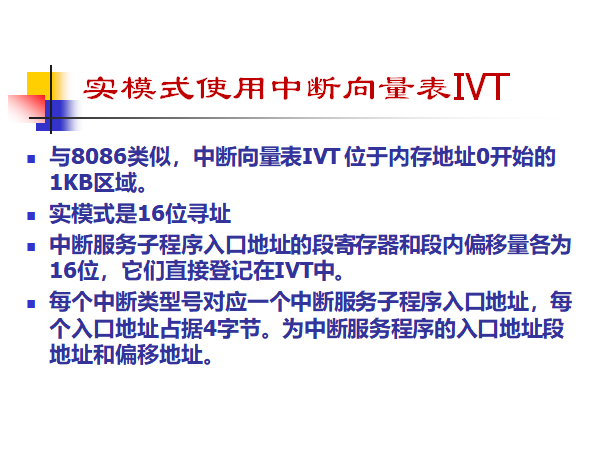 实模式使用中断向量表IVT
与8086类似，中断向量表IVT 位于内存地址0开始的
1KB区域。
实模式是16位寻址
中断服务子程序入口地址的段寄存器和段内偏移量各为
16位，它们直接登记在IVT中。
每个中断类型号对应一个中断服务子程序入口地址，每
个入口地址占据4字节。为中断服务程序的入口地址段
地址和偏移地址。